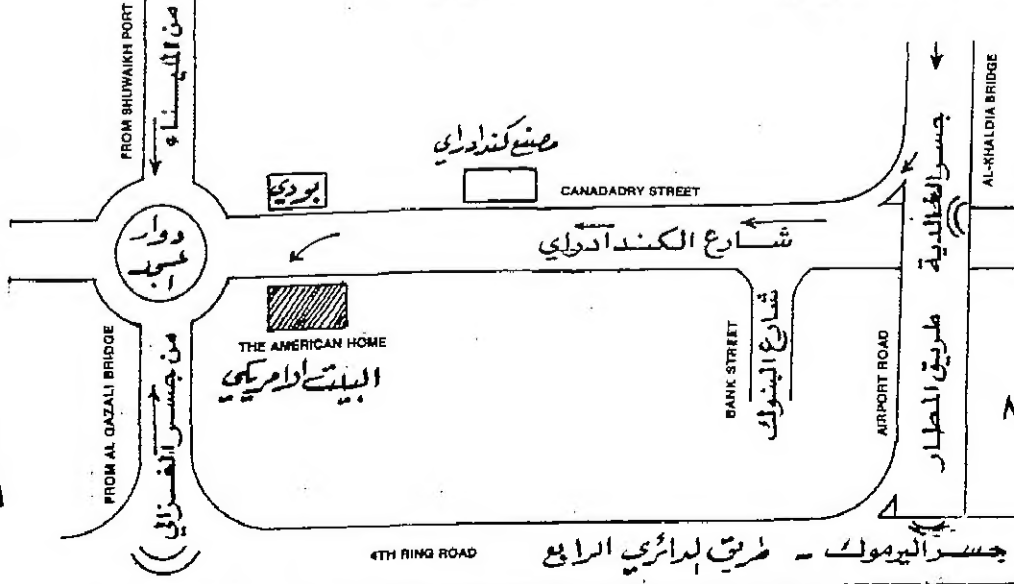 FROM SHUWAIKH PORT
من الميناء
مصنع كندادراي
AL-KHALDIA BRIDGE
بودي
CANADADRY STREET
جسر الخالدية
دوار
شارع الكندادراي
THE AMERICAN HOME
البيت الامريكي
FROM AL GAZALI BRIDGE
من جسر الغزالي
BANK STREET
شارع البنوك
AIRPORT ROAD
طريق المطار
4TH RING ROAD
جسر اليرموك - طريق الدائري الرابع